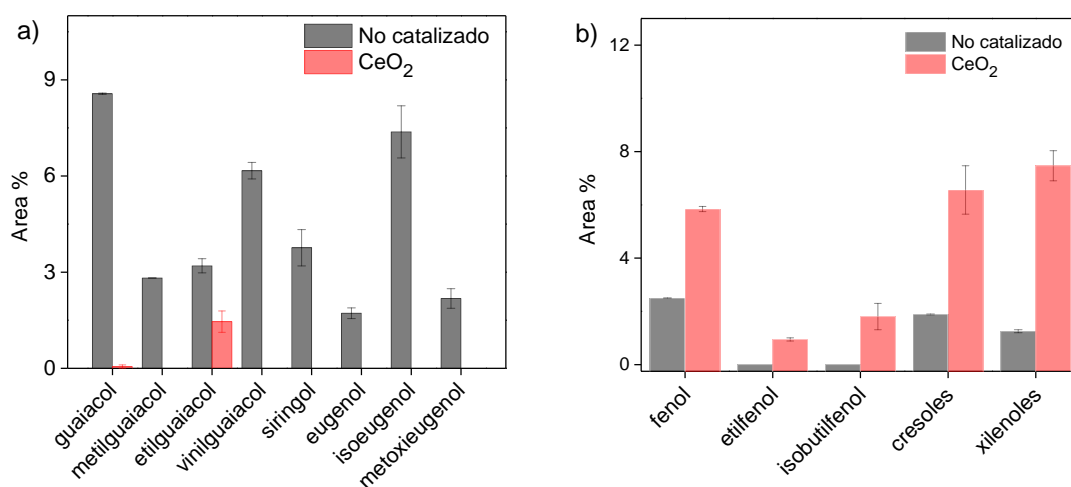 a)
No catalizado
CeO2
Area %
9
6
3
0
guaiacol
metilguaiacol
etilguaiacol
vinilguaiacol
siringol
eugenol
isoeugenol
metoxieugenol
b)
No catalizado
CeO2
Area %
12
8
4
0
fenol
etilfenol
isobutilfenol
cresoles
xilenoles